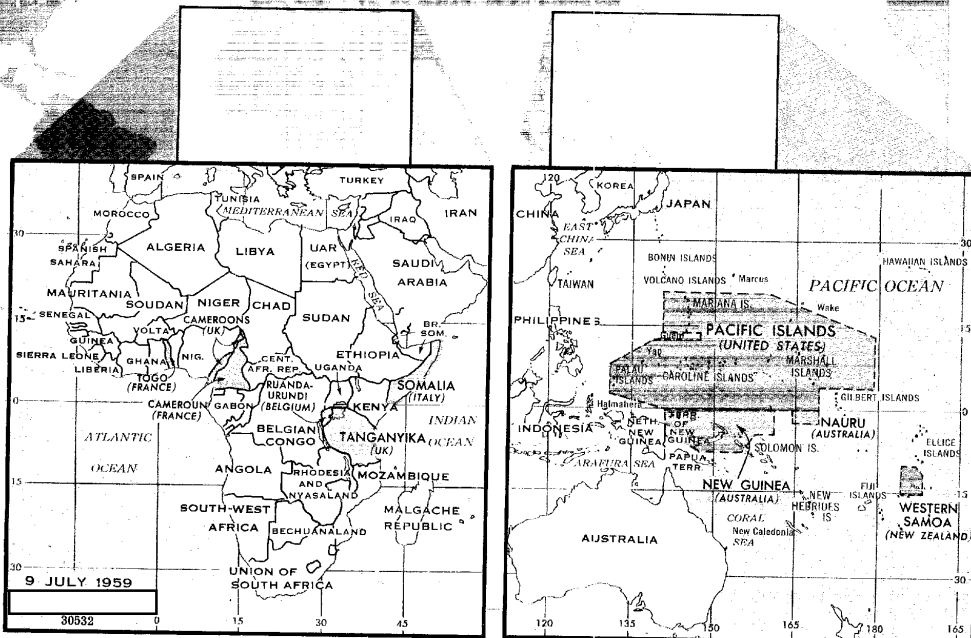 SPAIN
TURKEY
TUNISIA
MEDITERRANEAN SEA
IRAN
IRAQ
MOROCCO
30
ALGERIA
LIBYA
UAR
(EGYPT)
RED SEA
SAUDI
ARABIA
SPANISH
SAHARA
MAURITANIA
SOUDAN
NIGER
CHAD
SUDAN
15
SENEGAL
CAMEROONS
(UK)
BR.
SOM.
GUINEA
VOLTA
SIERRA LEONE
GHANA
NIG.
LIBERIA
TOGO
(FRANCE)
CENT.
AFR. REP.
ETHIOPIA
UGANDA
SOMALIA
(ITALY)
RUANDA-
URUNDI
(BELGIUM)
0
CAMEROUN
(FRANCE)
GABON
KENYA
INDIAN
OCEAN
BELGIAN
CONGO
TANGANYIKA
(UK)
ATLANTIC
OCEAN
ANGOLA
RHODESIA
AND
NYASALAND
MOZAMBIQUE
15
SOUTH-WEST
AFRICA
BECHUANALAND
MALGACHE
REPUBLIC
30
UNION OF
SOUTH AFRICA
9 JULY 1959
30532
0
15
30
45
120
KOREA
CHINA
JAPAN
EAST
CHINA
SEA
30
BONIN ISLANDS
HAWAIIAN ISLANDS
VOLCANO ISLANDS
Marcus
TAIWAN
PACIFIC OCEAN
MARIANA IS.
Wake
PHILIPPINES
15
Guam
PACIFIC ISLANDS
(UNITED STATES)
Yap
PALAU
ISLANDS
CAROLINE ISLANDS
MARSHALL
ISLANDS
Halmahera
GILBERT ISLANDS
0
INDONESIA
NETH.
NEW
GUINEA
TERR.
OF
NEW
GUINEA
NAURU
(AUSTRALIA)
PAPUA
TERR.
SOLOMON IS.
ELLICE
ISLANDS
ARAFURA SEA
NEW GUINEA
(AUSTRALIA)
FIJI
ISLANDS
15
NEW
HEBRIDES
IS
WESTERN
SAMOA
(NEW ZEALAND)
CORAL
SEA
New Caledonia
AUSTRALIA
30
120
135
150
165
180
165